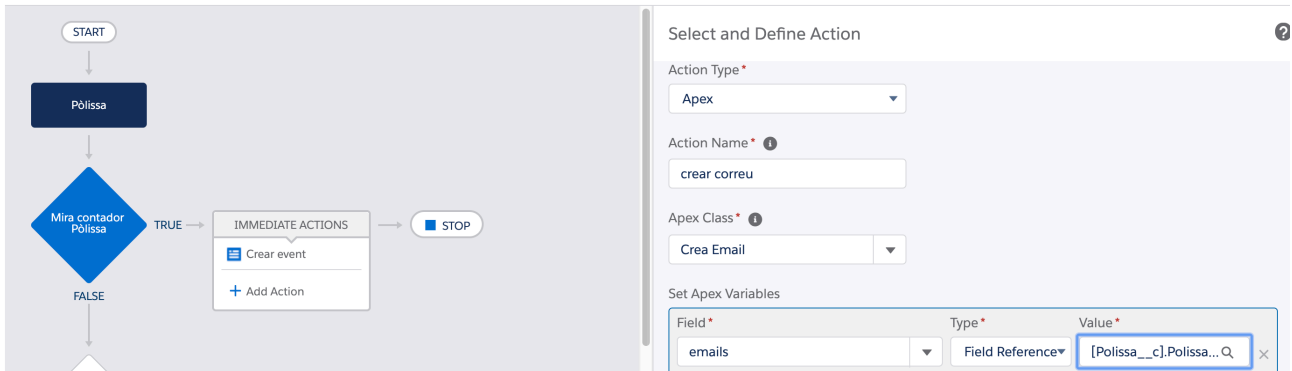 START
Pòlissa
Mira contador
Pòlissa
TRUE
IMMEDIATE ACTIONS
STOP
Crear event
+ Add Action
FALSE
Select and Define Action
?
Action Type*
Apex
Action Name* i
crear correu
Apex Class* i
Crea Email
Set Apex Variables
Field* Type* Value*
emails Field Reference [Polissa__c].Polissa...